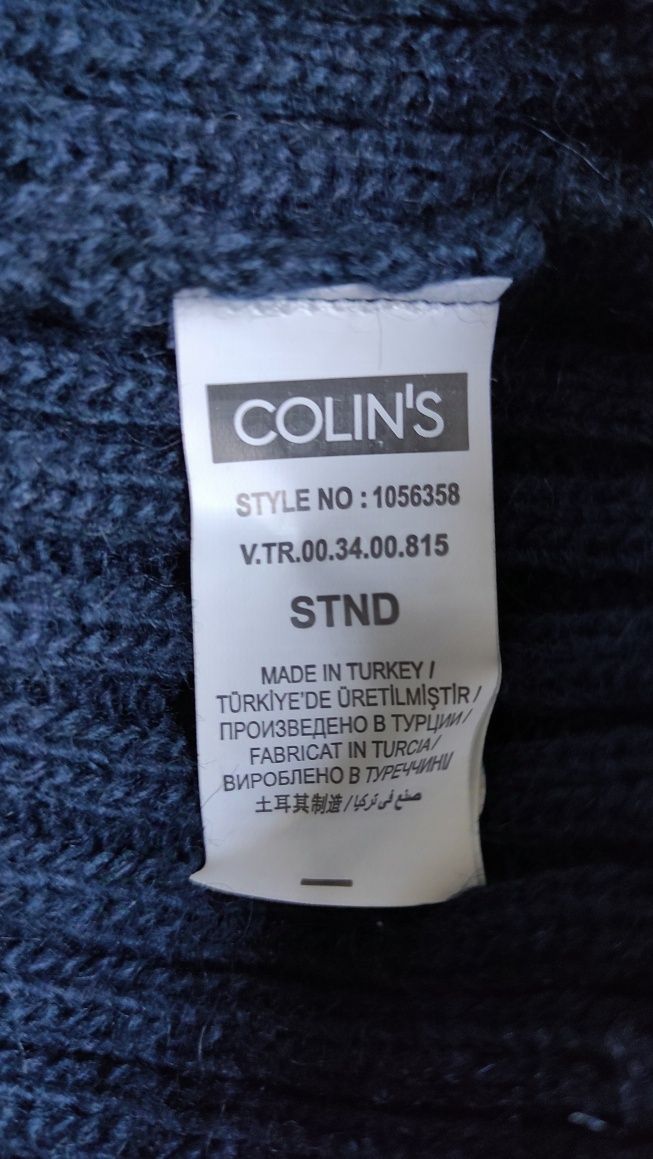 COLIN'S
STYLE NO : 1056358
V.TR.00.34.00.815
STND
MADE IN TURKEY /
TÜRKİYE'DE ÜRETİLMİŞTİR /
ПРОИЗВЕДЕНО В ТУРЦИИ /
FABRICAT IN TURCIA/
ВИРОБЛЕНО В ТУРЕЧЧИНИ/
土耳其制造 / صنع في تركيا